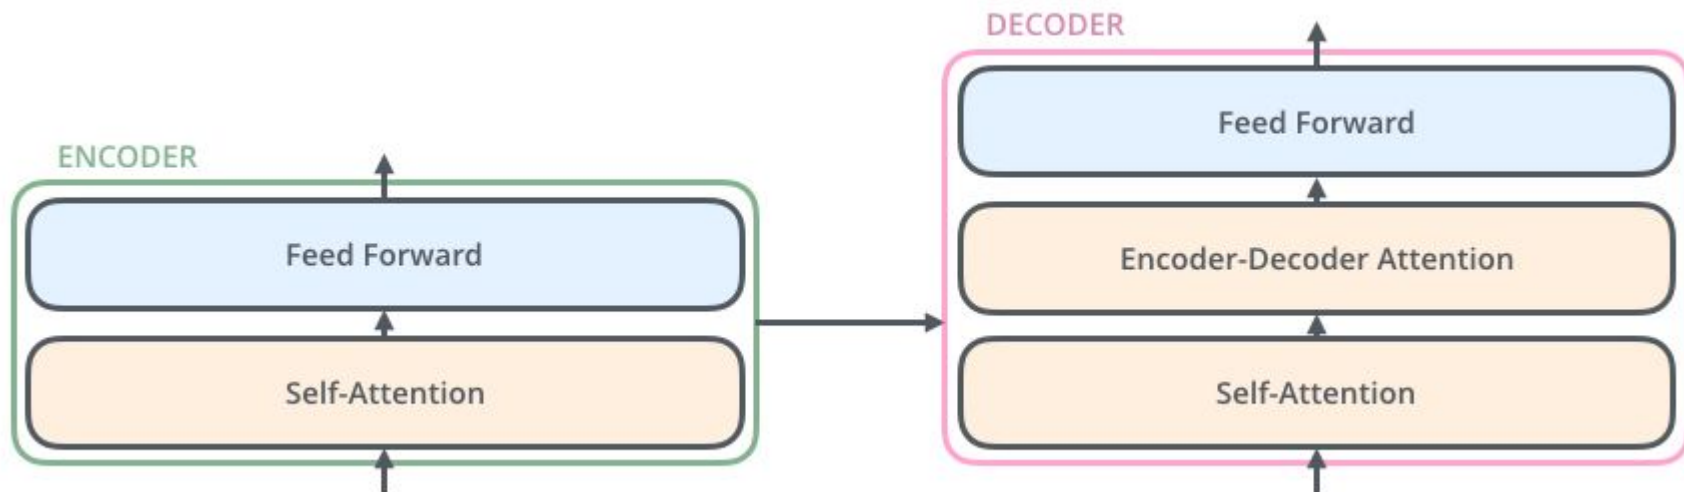 ENCODER
Feed Forward
Self-Attention
DECODER
Feed Forward
Encoder-Decoder Attention
Self-Attention